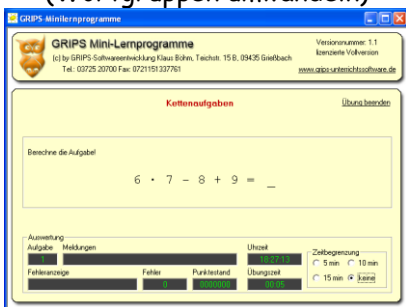 (Wortgruppen umwandeln)
GRIPS-Minilernprogramme
GRIPS Mini-Lernprogramme
(c) by GRIPS-Softwareentwicklung Klaus Böhm, Teichstr. 15 B, 09435 Grießbach
Tel.: 03725 20700 Fax: 0721151337761
Versionsnummer: 1.1
lizenzierte Vollversion
www.grips-unterrichtssoftware.de
Kettenaufgaben
Übung beenden
Berechne die Aufgabe!
6 · 7 - 8 + 9 = _
Auswertung
Aufgabe Meldungen Uhrzeit
1 18:27:13
Fehleranzeige Fehler Punktestand Übungszeit
0 0000000 00:05
Zeitbegrenzung
5 min 10 min
15 min keine